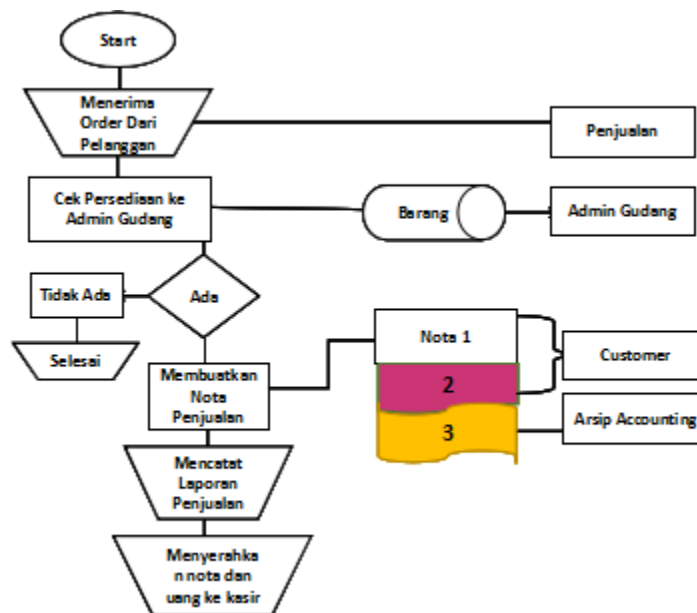 Start
Menerima
Order Dari
Pelanggan
Penjualan
Cek Persediaan ke
Admin Gudang
Barang
Admin Gudang
Tidak Ada
Ada
Selesai
Nota 1
2
3
Customer
Arsip Accounting
Membuatkan
Nota
Penjualan
Mencatat
Laporan
Penjualan
Menyerahka
n nota dan
uang ke kasir